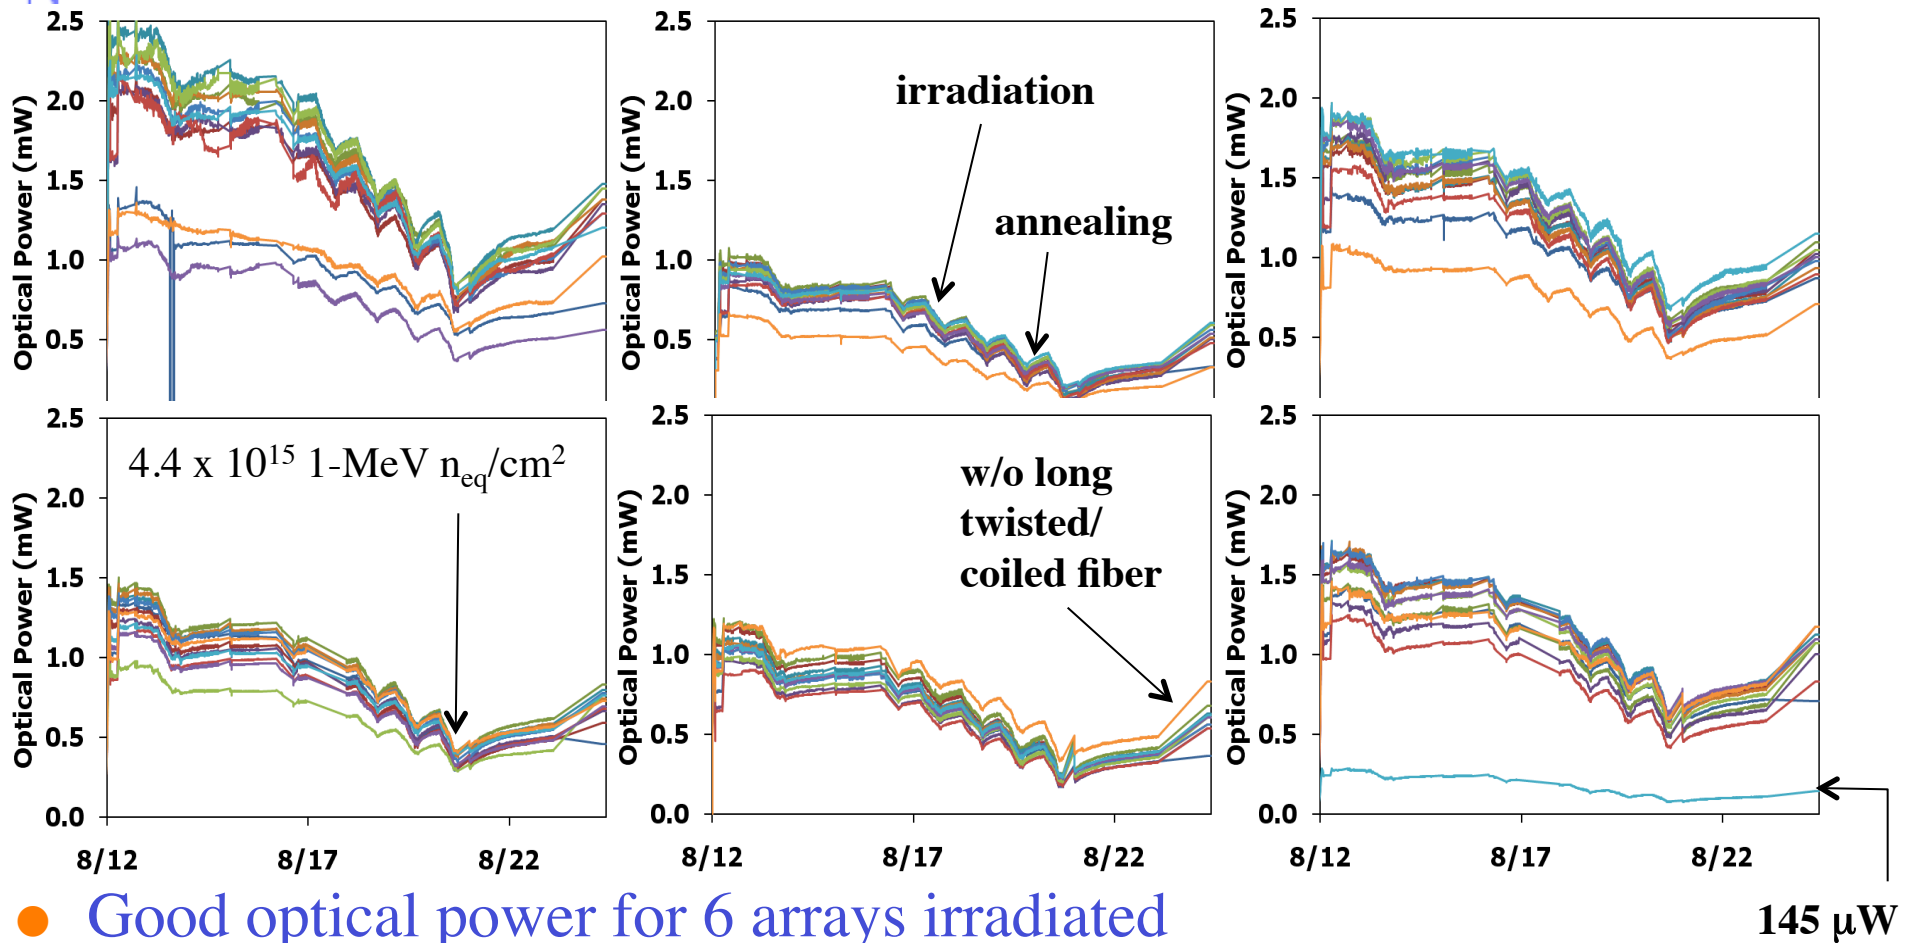 2.5
2.0
1.5
1.0
0.5
Optical Power (mW)
2.5
2.0
1.5
1.0
0.5
Optical Power (mW)
irradiation
annealing
2.5
2.0
1.5
1.0
0.5
Optical Power (mW)
2.5
2.0
1.5
1.0
0.5
0.0
Optical Power (mW)
4.4 x 10¹⁵ 1-MeV nₑq/cm²
8/12 8/17 8/22
2.5
2.0
1.5
1.0
0.5
0.0
Optical Power (mW)
w/o long
twisted/
coiled fiber
8/12 8/17 8/22
2.5
2.0
1.5
1.0
0.5
0.0
Optical Power (mW)
8/12 8/17 8/22
145 μW
● Good optical power for 6 arrays irradiated